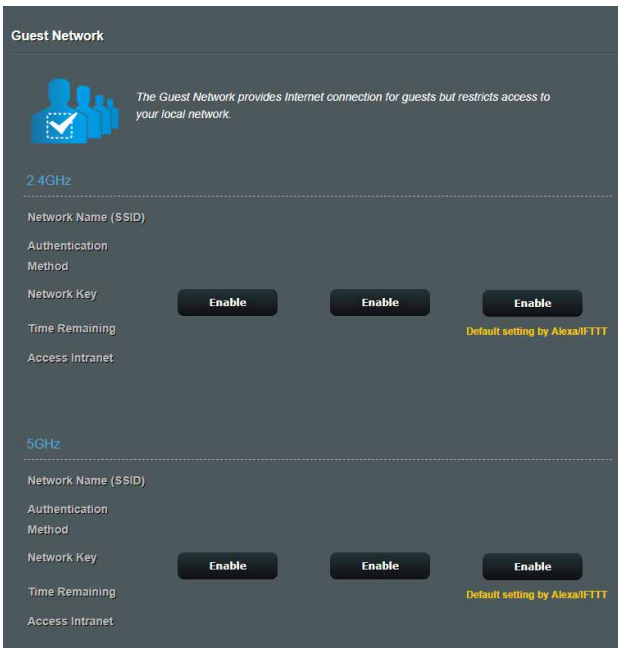 Guest Network
The Guest Network provides Internet connection for guests but restricts access to
your local network.
2.4GHz
Network Name (SSID)
Authentication
Method
Network Key
Enable Enable Enable
Time Remaining
Default setting by Alexa/IFTTT
Access Intranet
5GHz
Network Name (SSID)
Authentication
Method
Network Key
Enable Enable Enable
Time Remaining
Default setting by Alexa/IFTTT
Access Intranet